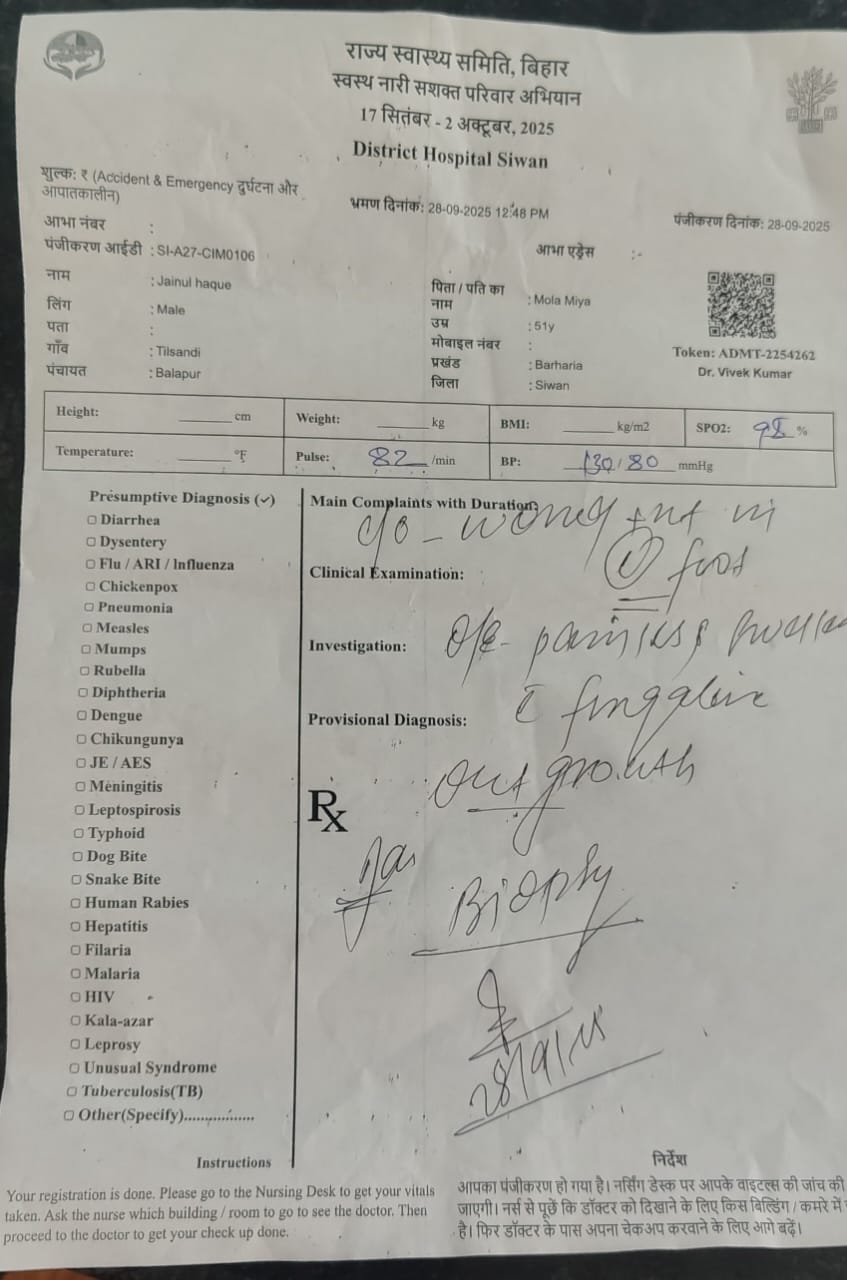 राज्य स्वास्थ्य समिति, बिहार
स्वस्थ नारी सशक्त परिवार अभियान
17 सितंबर - 2 अक्टूबर, 2025
District Hospital Siwan
शुल्क: ₹ (Accident & Emergency दुर्घटना और
आपातकालीन)
भ्रमण दिनांक: 28-09-2025 12:48 PM
पंजीकरण दिनांक: 28-09-2025
आभा नंबर :
पंजीकरण आईडी : SI-A27-CIM0106
आभा एड्रेस :-
नाम : Jainul haque
पिता / पति का
नाम : Mola Miya
लिंग : Male
उम्र : 51y
पता :
मोबाइल नंबर :
गाँव : Tilsandi
प्रखंड : Barharia
पंचायत : Balapur
जिला : Siwan
Token: ADMT-2254262
Dr. Vivek Kumar
Height: ______ cm Weight: ______ kg BMI: ______ kg/m2 SPO2: 98 %
Temperature: ______ °F Pulse: 82 /min BP: 130/80 mmHg
Presumptive Diagnosis (✓)
Diarrhea
Dysentery
Flu / ARI / Influenza
Chickenpox
Pneumonia
Measles
Mumps
Rubella
Diphtheria
Dengue
Chikungunya
JE / AES
Meningitis
Leptospirosis
Typhoid
Dog Bite
Snake Bite
Human Rabies
Hepatitis
Filaria
Malaria
HIV
Kala-azar
Leprosy
Unusual Syndrome
Tuberculosis(TB)
Other(Specify).................
Main Complaints with Duration:
c/o - in
foot
Clinical Examination:
Investigation:
O/E-
Provisional Diagnosis:
out growth
Rx
Biopsy
28/9/25
Instructions
Your registration is done. Please go to the Nursing Desk to get your vitals
taken. Ask the nurse which building / room to go to see the doctor. Then
proceed to the doctor to get your check up done.
निर्देश
आपका पंजीकरण हो गया है। नर्सिंग डेस्क पर आपके वाइटल्स की जांच की
जाएगी। नर्स से पूछें कि डॉक्टर को दिखाने के लिए किस बिल्डिंग / कमरे में
है। फिर डॉक्टर के पास अपना चेकअप करवाने के लिए आगे बढ़ें।